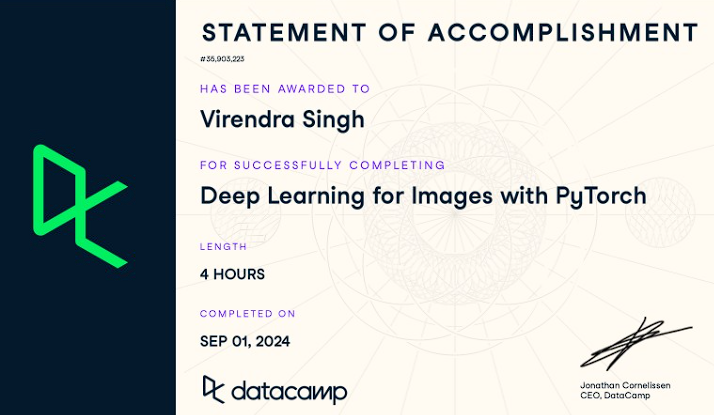 STATEMENT OF ACCOMPLISHMENT
#35,903,223
HAS BEEN AWARDED TO
Virendra Singh
FOR SUCCESSFULLY COMPLETING
Deep Learning for Images with PyTorch
LENGTH
4 HOURS
COMPLETED ON
SEP 01, 2024
datacamp
Jonathan Cornelissen
CEO, DataCamp